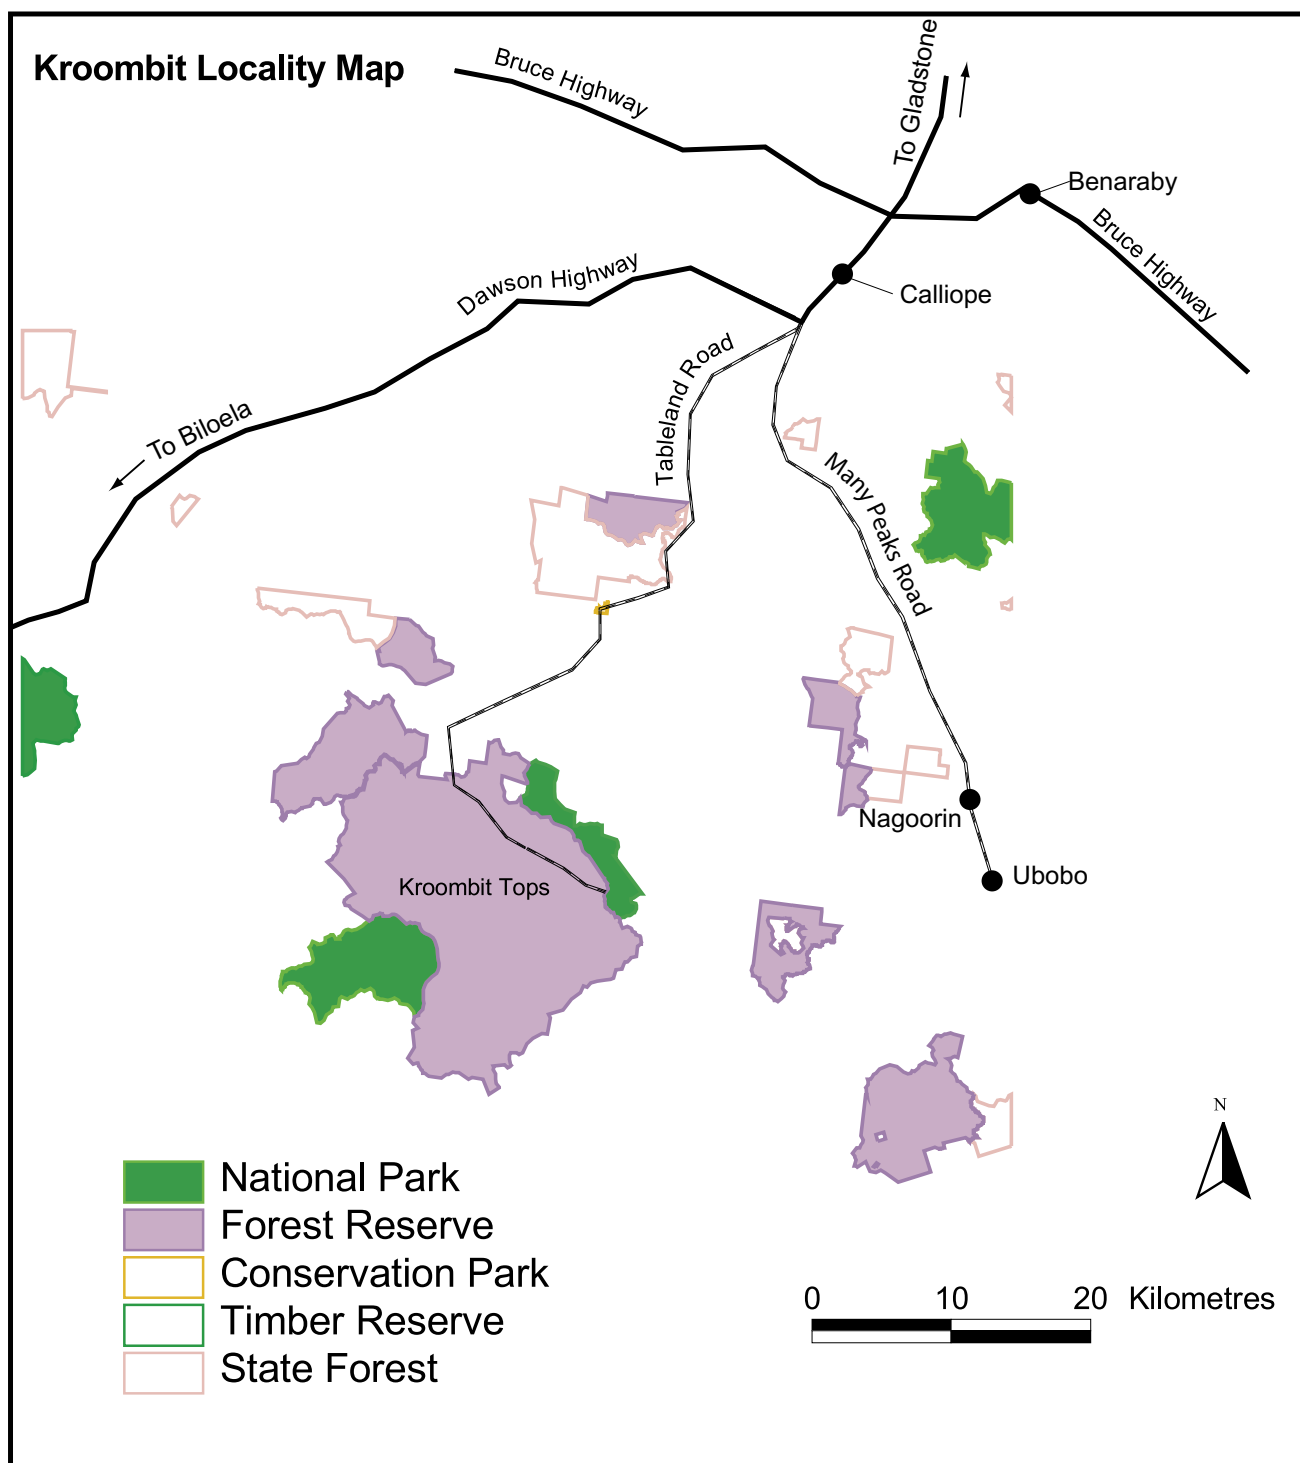 Kroombit Locality Map
Bruce Highway
To Gladstone
Benaraby
Bruce Highway
Dawson Highway
Calliope
Tableland Road
To Biloela
Many Peaks Road
Nagoorin
Ubobo
Kroombit Tops
N
National Park
Forest Reserve
Conservation Park
Timber Reserve
State Forest
0 10 20 Kilometres